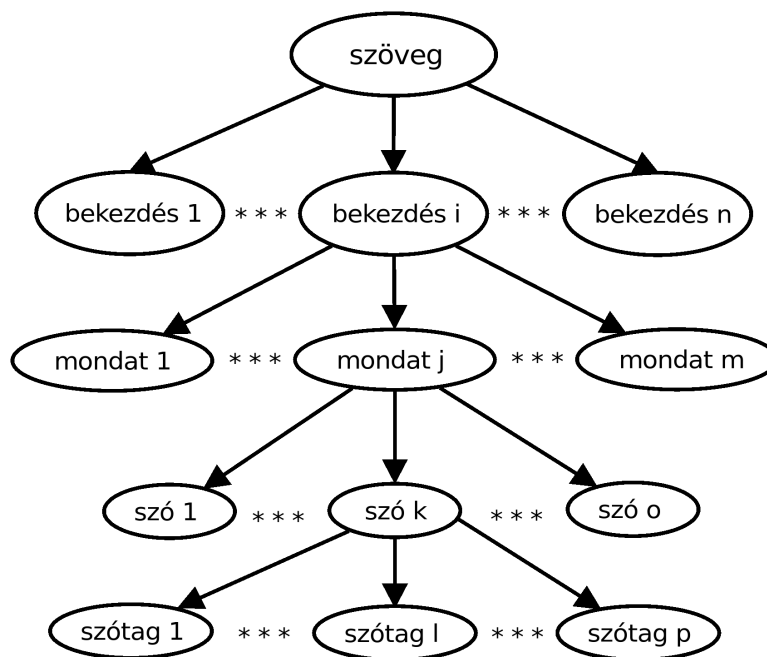 szöveg
bekezdés 1 * * * bekezdés i * * * bekezdés n
mondat 1 * * * mondat j * * * mondat m
szó 1 * * * szó k * * * szó o
szótag 1 * * * szótag l * * * szótag p